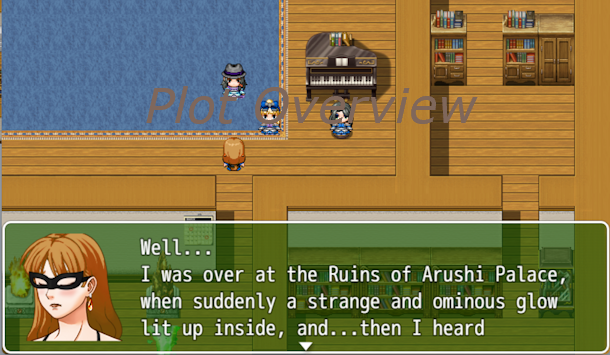 Plot Overview
Well...
I was over at the Ruins of Arushi Palace,
when suddenly a strange and ominous glow
lit up inside, and...then I heard